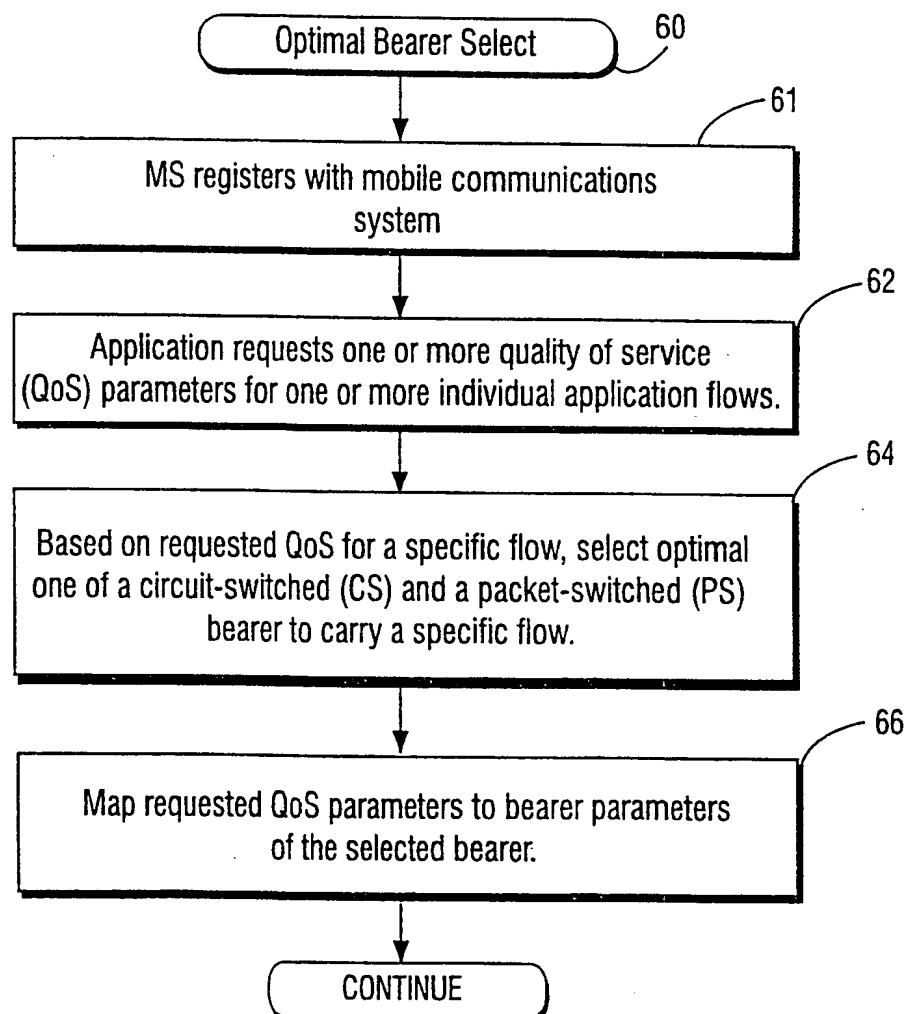 Optimal Bearer Select
60
61
MS registers with mobile communications
system
62
Application requests one or more quality of service
(QoS) parameters for one or more individual application flows.
64
Based on requested QoS for a specific flow, select optimal
one of a circuit-switched (CS) and a packet-switched (PS)
bearer to carry a specific flow.
66
Map requested QoS parameters to bearer parameters
of the selected bearer.
CONTINUE